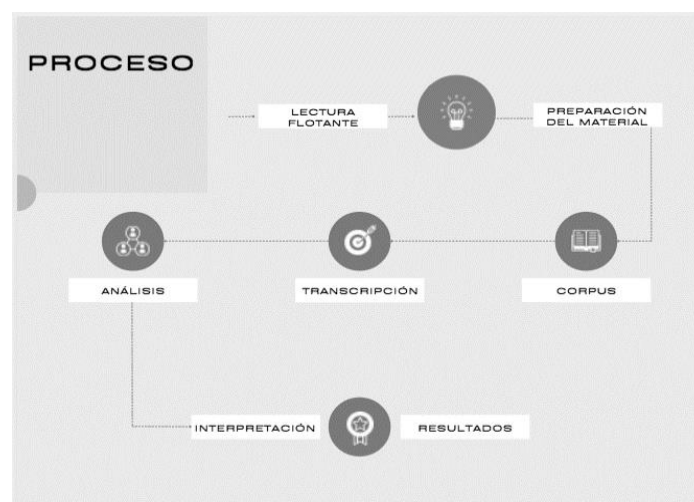 PROCESO
LECTURA
FLOTANTE
PREPARACIÓN
DEL MATERIAL
CORPUS
TRANSCRIPCIÓN
ANÁLISIS
INTERPRETACIÓN
RESULTADOS